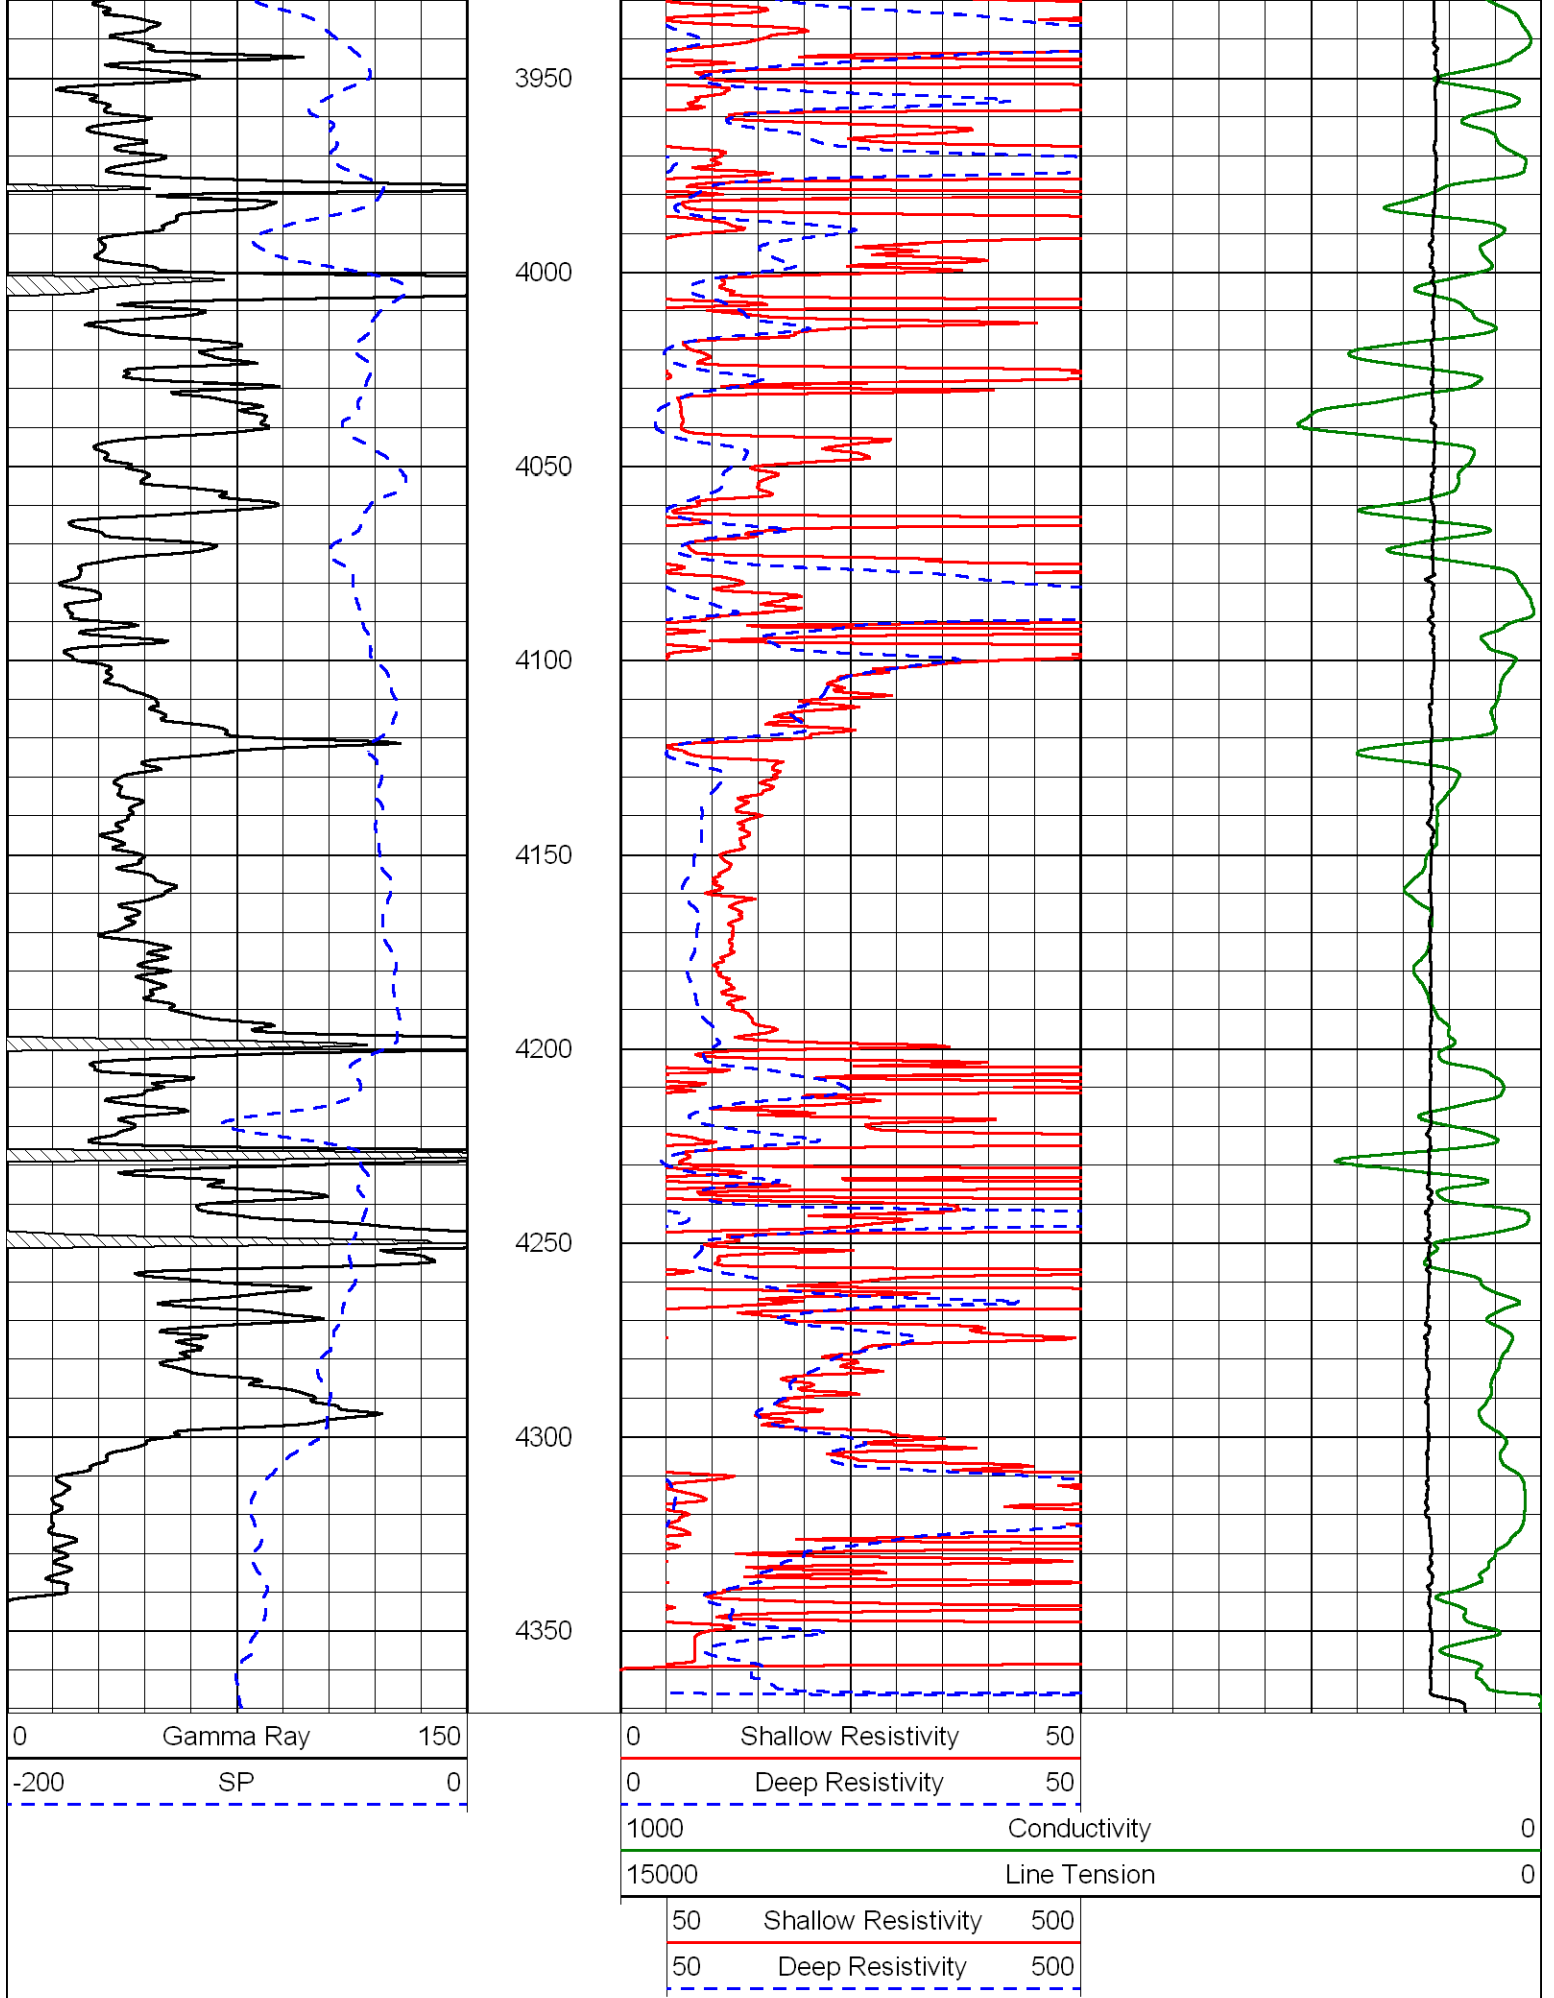 3950
4000
4050
4100
4150
4200
4250
4300
4350
0 Gamma Ray 150
-200 SP 0
0 Shallow Resistivity 50
0 Deep Resistivity 50
1000 Conductivity 0
15000 Line Tension 0
50 Shallow Resistivity 500
50 Deep Resistivity 500